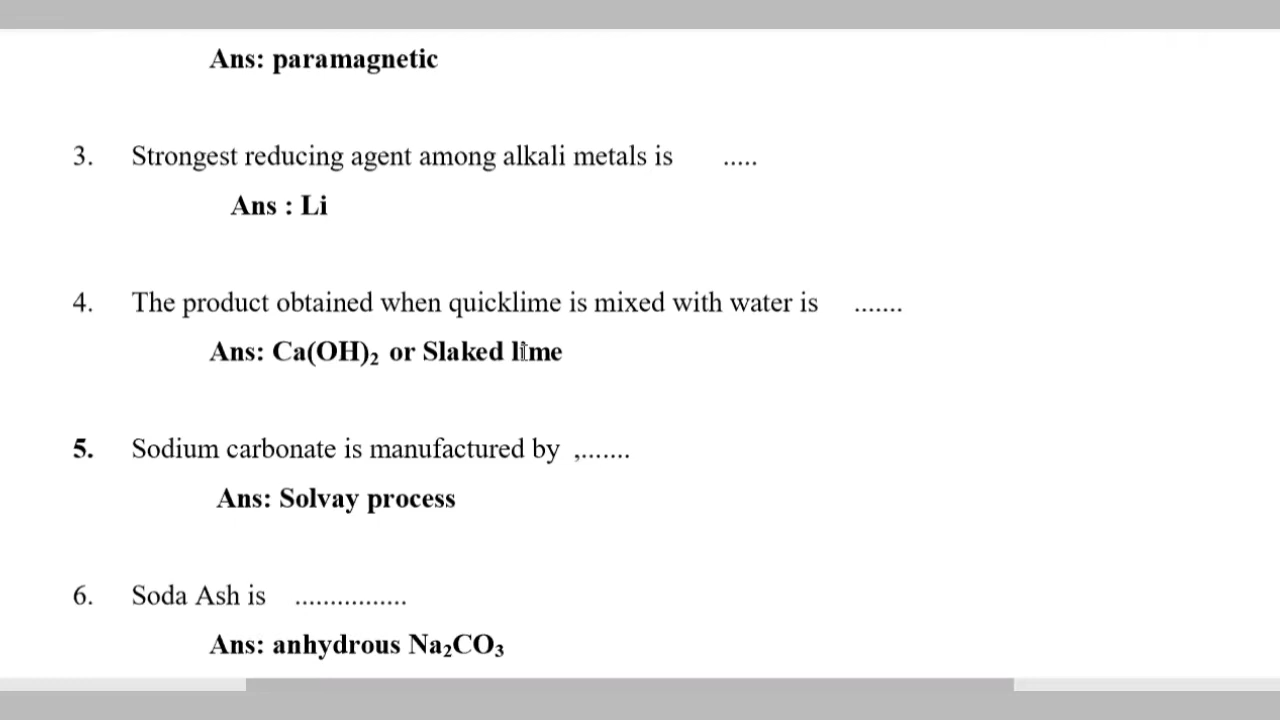 Ans: paramagnetic
3. Strongest reducing agent among alkali metals is .....
Ans : Li
4. The product obtained when quicklime is mixed with water is .......
Ans: Ca(OH)₂ or Slaked lime
5. Sodium carbonate is manufactured by ,.......
Ans: Solvay process
6. Soda Ash is ................
Ans: anhydrous Na₂CO₃